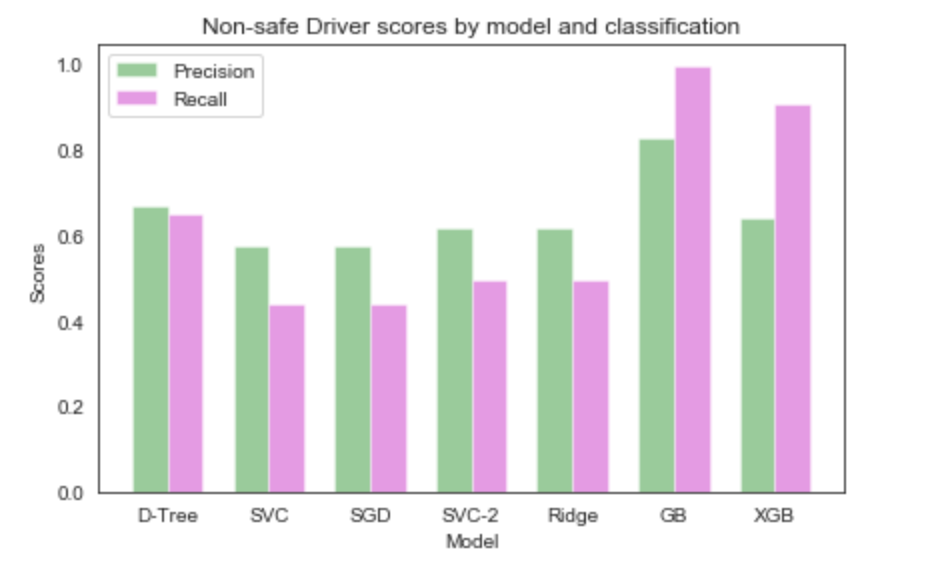 Non-safe Driver scores by model and classification
1.0
Precision
Recall
0.8
0.6
Scores
0.4
0.2
0.0
D-Tree SVC SGD SVC-2 Ridge GB XGB
Model